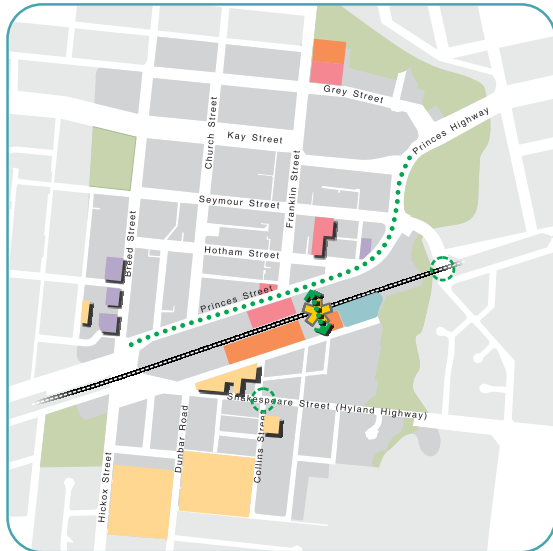 Grey Street
Princes Highway
Church Street
Kay Street
Franklin Street
Seymour Street
Breed Street
Hotham Street
Princes Street
Shakespeare Street (Hyland Highway)
Dunbar Road
Collins Street
Hickox Street